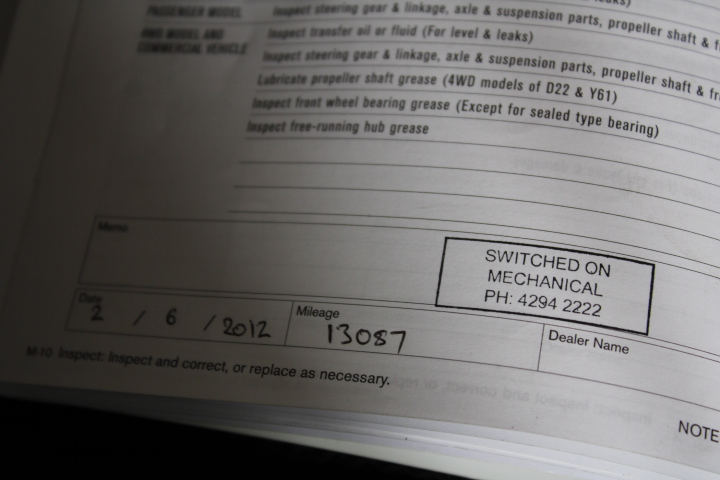 PASSENGER MODEL
Inspect steering gear & linkage, axle & suspension parts, propeller shaft &
4WD MODEL AND
COMMERCIAL VEHICLE
Inspect transfer oil or fluid (For level & leaks)
Inspect steering gear & linkage, axle & suspension parts, propeller shaft & fr
Lubricate propeller shaft grease (4WD models of D22 & Y61)
Inspect front wheel bearing grease (Except for sealed type bearing)
Inspect free-running hub grease
Memo
SWITCHED ON
MECHANICAL
PH: 4294 2222
Date
2 / 6 / 2012
Mileage
13087
Dealer Name
M-10 Inspect: Inspect and correct, or replace as necessary.
NOTE